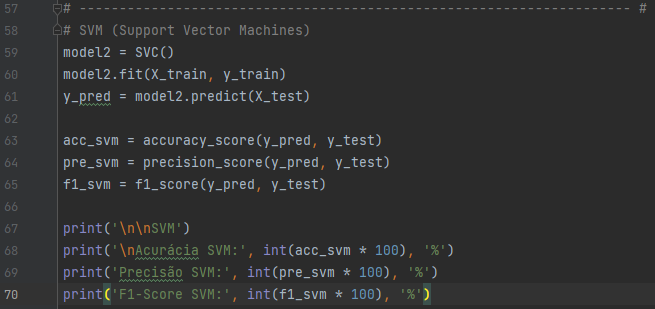 57 # ---------------------------------------------------------------------- #
58 # SVM (Support Vector Machines)
59 model2 = SVC()
60 model2.fit(X_train, y_train)
61 y_pred = model2.predict(X_test)
62
63 acc_svm = accuracy_score(y_pred, y_test)
64 pre_svm = precision_score(y_pred, y_test)
65 f1_svm = f1_score(y_pred, y_test)
66
67 print('\n\nSVM')
68 print('\nAcurácia SVM:', int(acc_svm * 100), '%')
69 print('Precisão SVM:', int(pre_svm * 100), '%')
70 print('F1-Score SVM:', int(f1_svm * 100), '%')